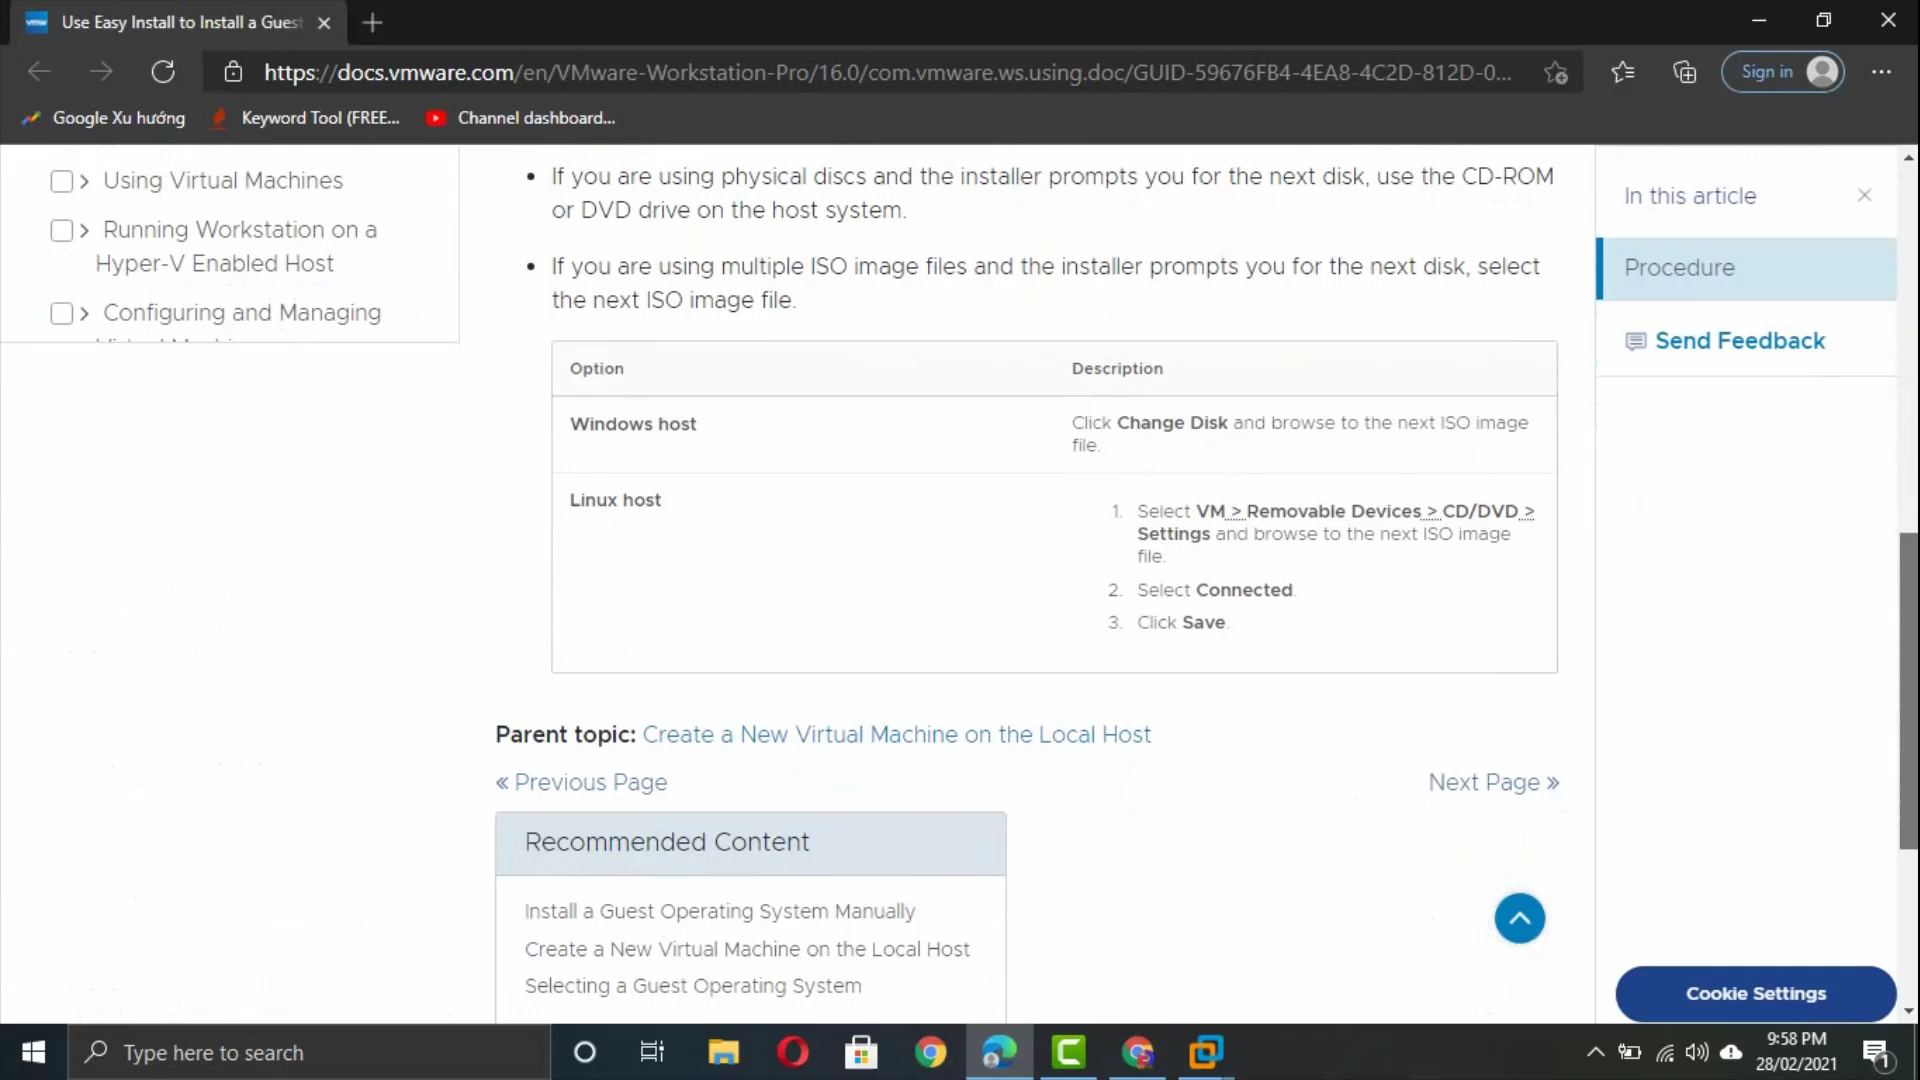 Use Easy Install to Install a Gues
https://docs.vmware.com/en/VMware-Workstation-Pro/16.0/com.vmware.ws.using.doc/GUID-59676FB4-4EA8-4C2D-812D-0...
Sign in
Google Xu hướng
Keyword Tool (FREE...
Channel dashboard...
Using Virtual Machines
Running Workstation on a
Hyper-V Enabled Host
Configuring and Managing
• If you are using physical discs and the installer prompts you for the next disk, use the CD-ROM
or DVD drive on the host system.
• If you are using multiple ISO image files and the installer prompts you for the next disk, select
the next ISO image file.
Option
Description
Windows host
Click Change Disk and browse to the next ISO image
file.
Linux host
1. Select VM > Removable Devices > CD/DVD >
Settings and browse to the next ISO image
file.
2. Select Connected.
3. Click Save.
Parent topic: Create a New Virtual Machine on the Local Host
« Previous Page
Next Page »
Recommended Content
Install a Guest Operating System Manually
Create a New Virtual Machine on the Local Host
Selecting a Guest Operating System
In this article
Procedure
Send Feedback
Cookie Settings
Type here to search
9:58 PM
28/02/2021
1